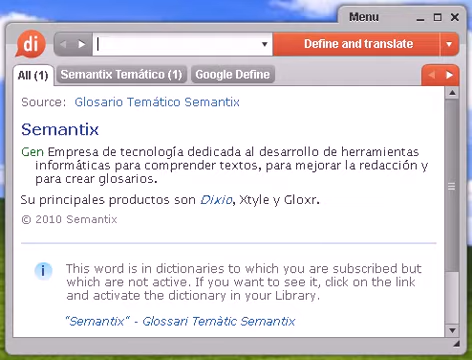 Menu
di
Define and translate
All (1)
Semantix Temático (1)
Google Define
Source: Glosario Temático Semantix
Semantix
Gen Empresa de tecnología dedicada al desarrollo de herramientas
informáticas para comprender textos, para mejorar la redacción y
para crear glosarios.
Su principales productos son Dixio, Xtyle y Gloxr.
© 2010 Semantix
i
This word is in dictionaries to which you are subscribed but
which are not active. If you want to see it, click on the link
and activate the dictionary in your Library.
"Semantix" - Glossari Temàtic Semantix